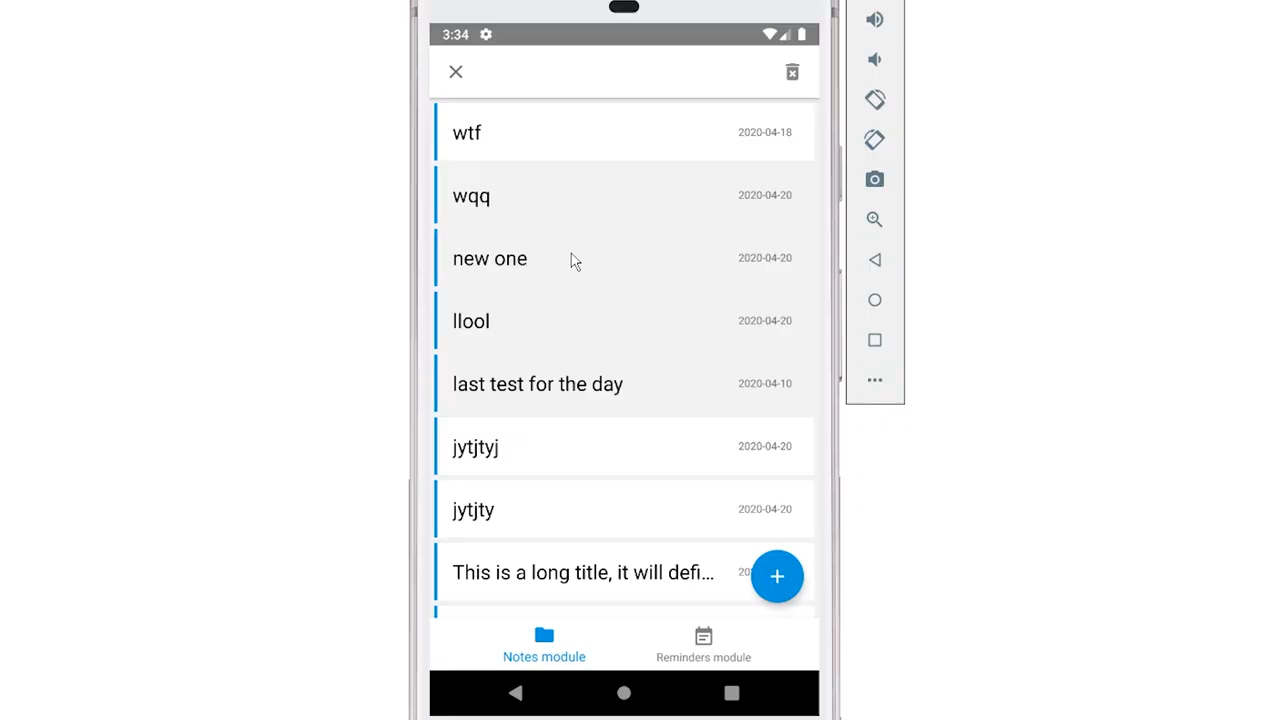 3:34
wtf 2020-04-18
wqq 2020-04-20
new one 2020-04-20
llool 2020-04-20
last test for the day 2020-04-10
jytjtyj 2020-04-20
jytjty 2020-04-20
This is a long title, it will defi... 20
Notes module Reminders module